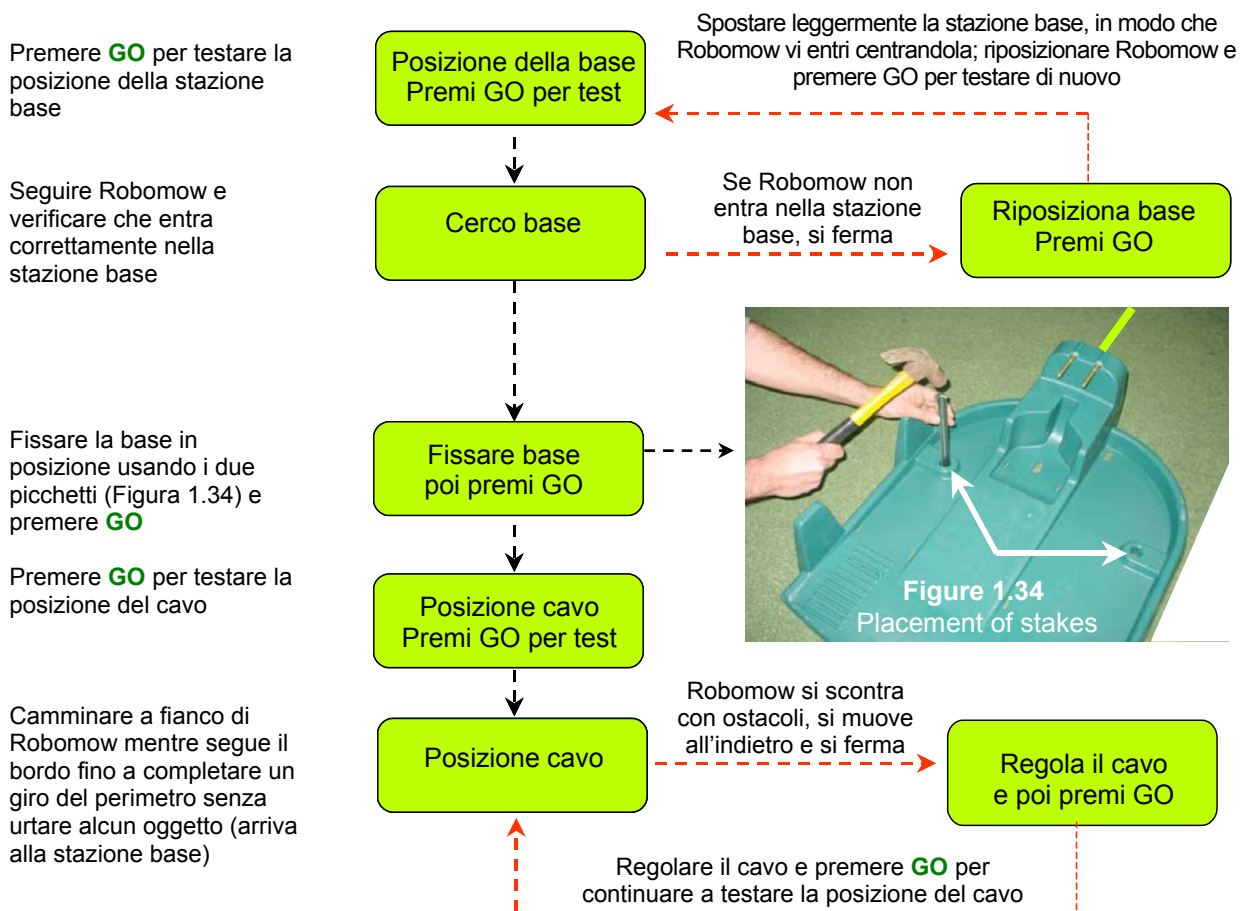 Premere GO per testare la
posizione della stazione
base
Posizione della base
Premi GO per test
Spostare leggermente la stazione base, in modo che
Robomow vi entri centrandola; riposizionare Robomow e
premere GO per testare di nuovo
Seguire Robomow e
verificare che entra
correttamente nella
stazione base
Cerco base
Se Robomow non
entra nella stazione
base, si ferma
Riposiziona base
Premi GO
Fissare la base in
posizione usando i due
picchetti (Figura 1.34) e
premere GO
Fissare base
poi premi GO
Figure 1.34
Placement of stakes
Premere GO per testare la
posizione del cavo
Posizione cavo
Premi GO per test
Camminare a fianco di
Robomow mentre segue il
bordo fino a completare un
giro del perimetro senza
urtare alcun oggetto (arriva
alla stazione base)
Posizione cavo
Robomow si scontra
con ostacoli, si muove
all'indietro e si ferma
Regola il cavo
e poi premi GO
Regolare il cavo e premere GO per
continuare a testare la posizione del cavo